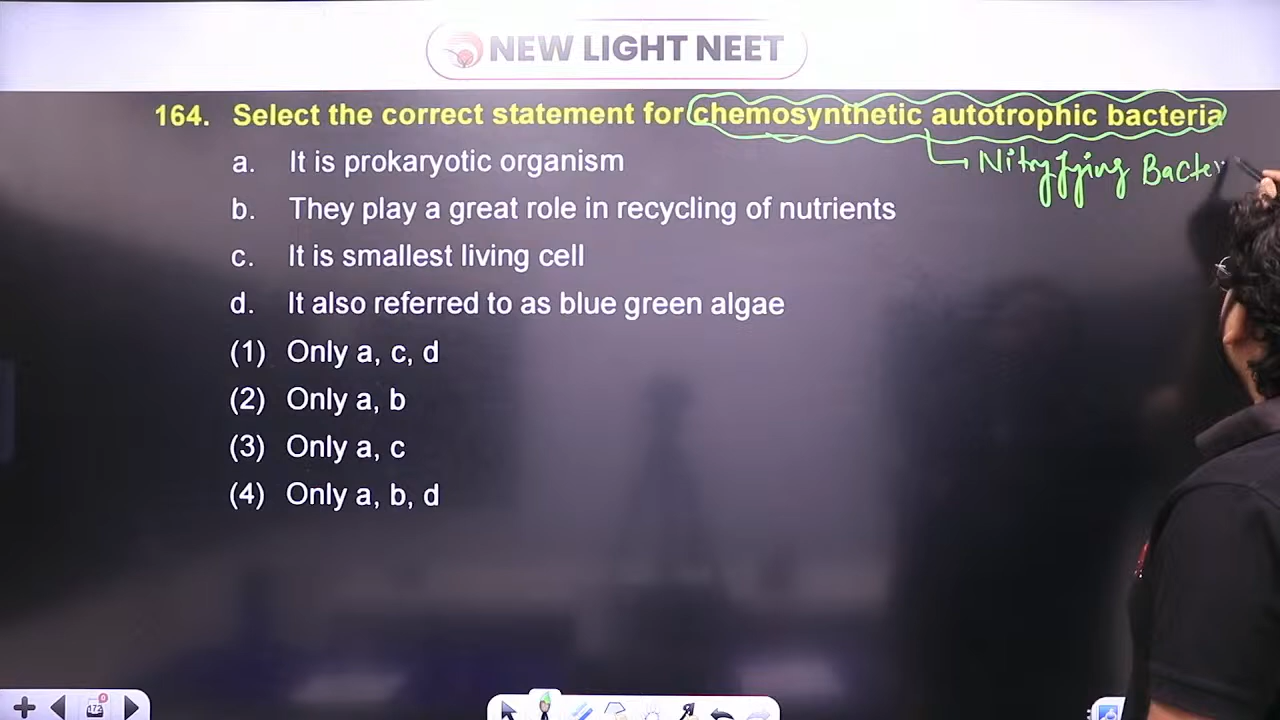 NEW LIGHT NEET
164. Select the correct statement for chemosynthetic autotrophic bacteria
Nitryfying Bacter
a. It is prokaryotic organism
b. They play a great role in recycling of nutrients
c. It is smallest living cell
d. It also referred to as blue green algae
(1) Only a, c, d
(2) Only a, b
(3) Only a, c
(4) Only a, b, d